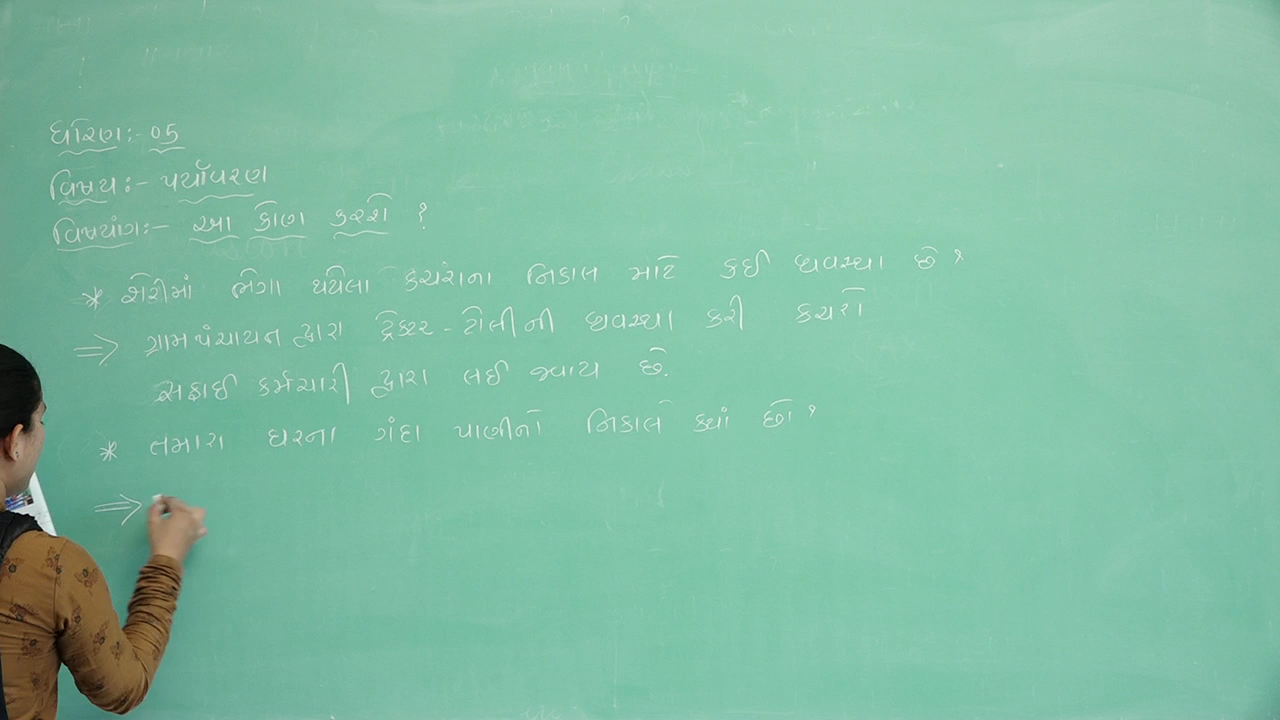 ધોરણ:- ૦5
વિષય:- પર્યાવરણ
વિષયાંગ:- આ કોણ કરશે ?
* શેરીમાં ભેગા થયેલા કચરાના નિકાલ માટે કઈ વ્યવસ્થા છે ?
⇒ ગ્રામ પંચાયત દ્વારા ટ્રેક્ટર - ટોલીની વ્યવસ્થા કરી કચરો
સફાઈ કર્મચારી દ્વારા લઈ જવાય છે.
* તમારા ઘરના ગંદા પાણીનો નિકાલ ક્યાં છો ?
⇒